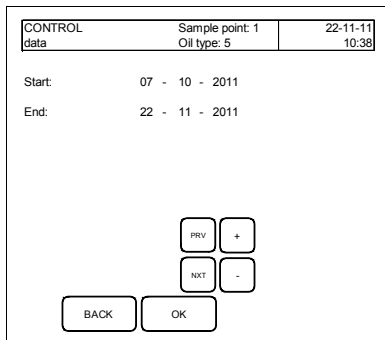 CONTROL Sample point: 1 22-11-11
data Oil type: 5 10:38
Start: 07 - 10 - 2011
End: 22 - 11 - 2011
PRV +
NXT -
BACK OK